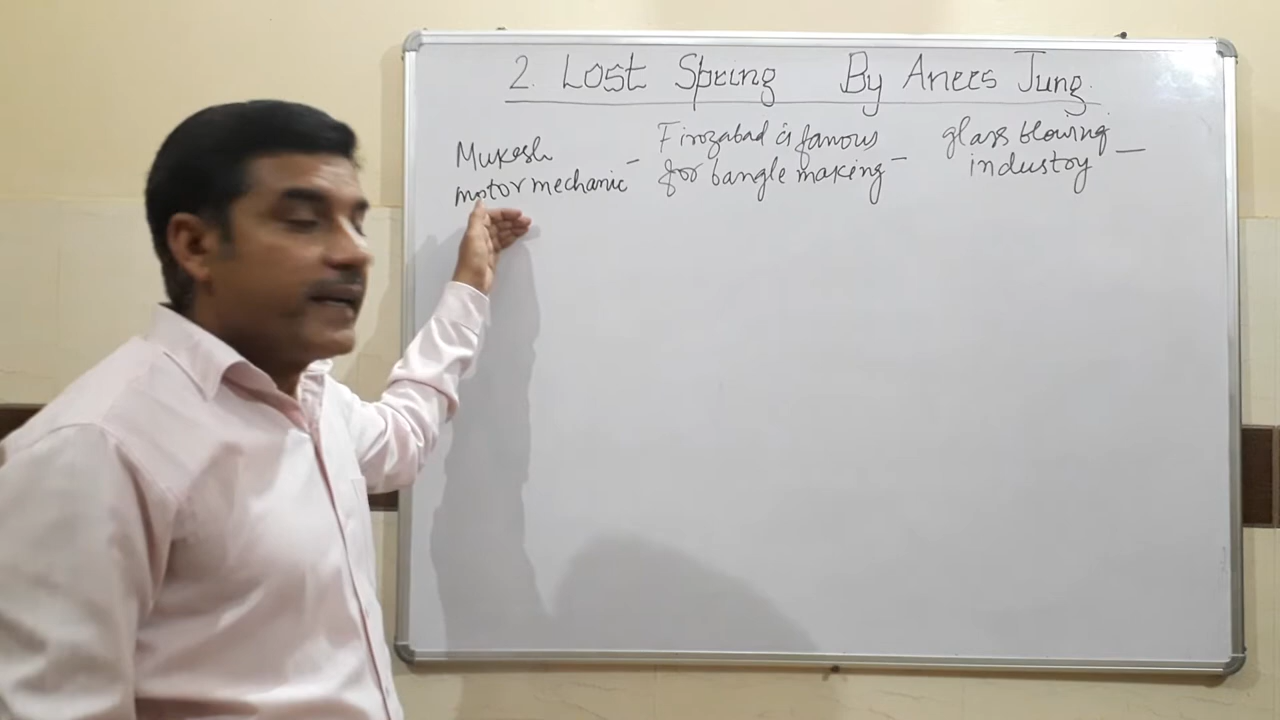 2. Lost Spring By Anees Jung.
Mukesh
motor mechanic -
Firozabad is famous
for bangle making -
glass blowing
industry -